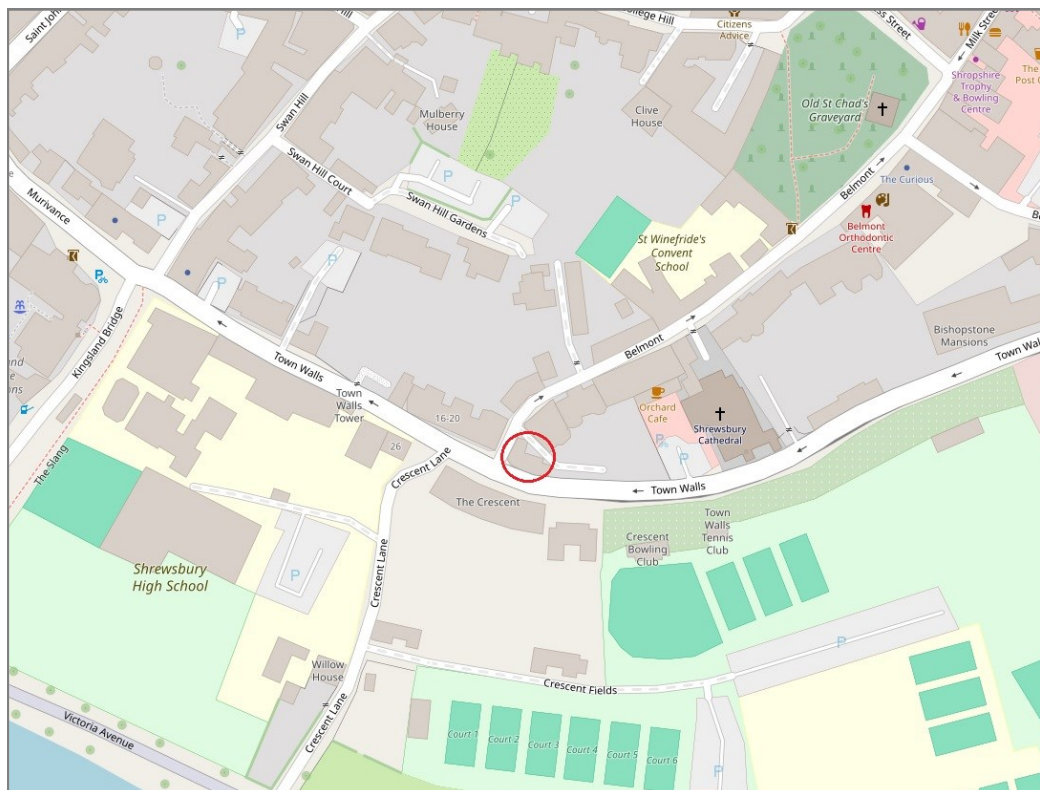 Saint John
Hill
College Hill
Citizens
Advice
ss Street
Milk Street
The
Post O
Shropshire
Trophy
& Bowling
Centre
Old St Chad's
Graveyard
Clive
House
Mulberry
House
Swan Hill
Swan Hill Court
Swan Hill Gardens
P
P
P
P
P
P
Murivance
Belmont
The Curious
Be
Belmont
Orthodontic
Centre
St Winefride's
Convent
School
Bishopstone
Mansions
Town Wal
Kingsland Bridge
Town Walls
Town
Walls
Tower
16-20
26
Belmont
Orchard
Cafe
Shrewsbury
Cathedral
P
P
The Slang
Crescent Lane
The Crescent
Town Walls
Town
Walls
Tennis
Club
Crescent
Bowling
Club
Shrewsbury
High School
P
Crescent Lane
Willow
House
Crescent Fields
P
Crescent Lane
Victoria Avenue
Court 1
Court 2
Court 3
Court 4
Court 5
Court 6
P